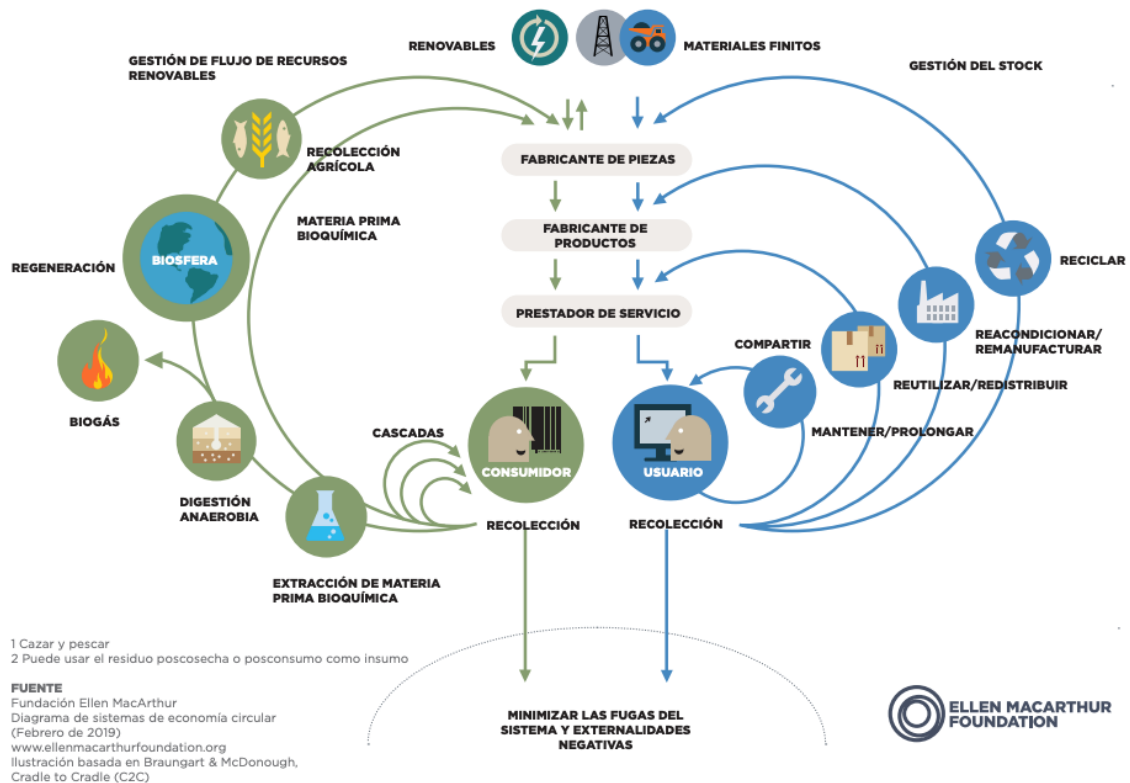 RENOVABLES
MATERIALES FINITOS
GESTIÓN DE FLUJO DE RECURSOS
RENOVABLES
GESTIÓN DEL STOCK
RECOLECCIÓN
AGRÍCOLA
FABRICANTE DE PIEZAS
MATERIA PRIMA
BIOQUÍMICA
FABRICANTE DE
PRODUCTOS
REGENERACIÓN
BIOSFERA
RECICLAR
PRESTADOR DE SERVICIO
REACONDICIONAR/
REMANUFACTURAR
COMPARTIR
REUTILIZAR/REDISTRIBUIR
BIOGÁS
CASCADAS
MANTENER/PROLONGAR
CONSUMIDOR
USUARIO
DIGESTIÓN
ANAEROBIA
RECOLECCIÓN
RECOLECCIÓN
EXTRACCIÓN DE MATERIA
PRIMA BIOQUÍMICA
1 Cazar y pescar
2 Puede usar el residuo poscosecha o posconsumo como insumo
FUENTE
Fundación Ellen MacArthur
Diagrama de sistemas de economía circular
(Febrero de 2019)
www.ellenmacarthurfoundation.org
Ilustración basada en Braungart & McDonough,
Cradle to Cradle (C2C)
MINIMIZAR LAS FUGAS DEL
SISTEMA Y EXTERNALIDADES
NEGATIVAS
ELLEN MACARTHUR
FOUNDATION